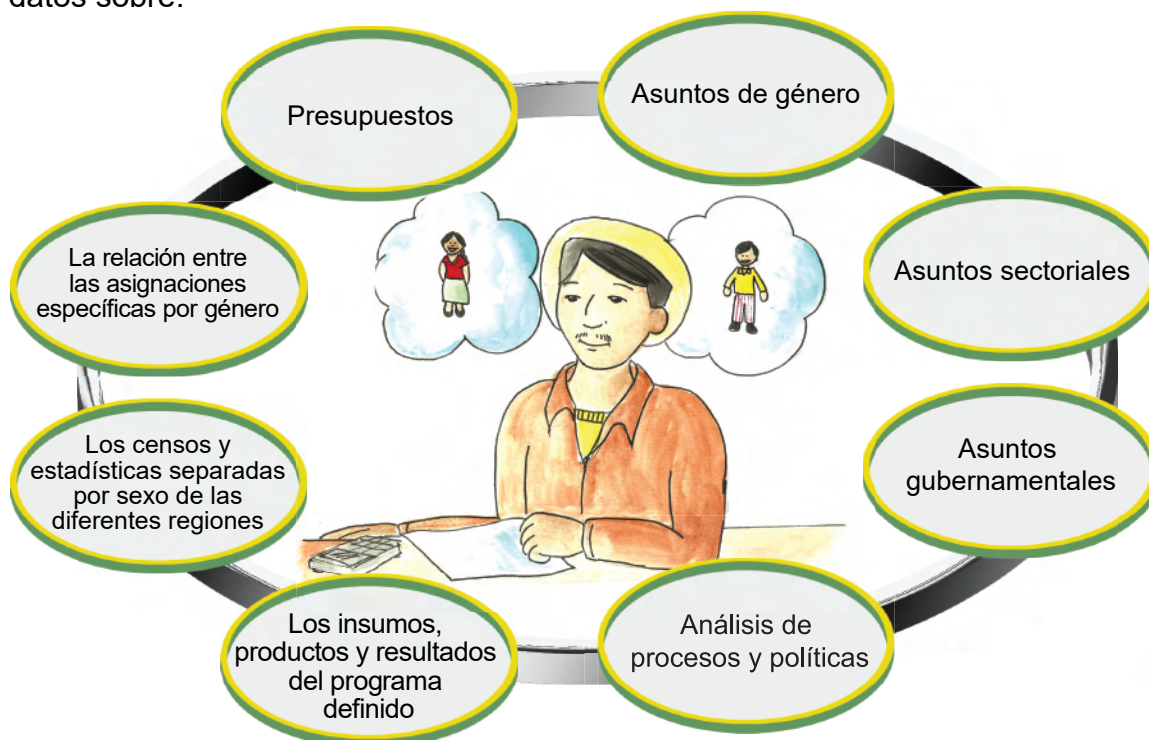 datos sobre:
Presupuestos
Asuntos de género
Asuntos sectoriales
Asuntos
gubernamentales
Análisis de
procesos y políticas
Los insumos,
productos y resultados
del programa
definido
Los censos y
estadísticas separadas
por sexo de las
diferentes regiones
La relación entre
las asignaciones
específicas por género